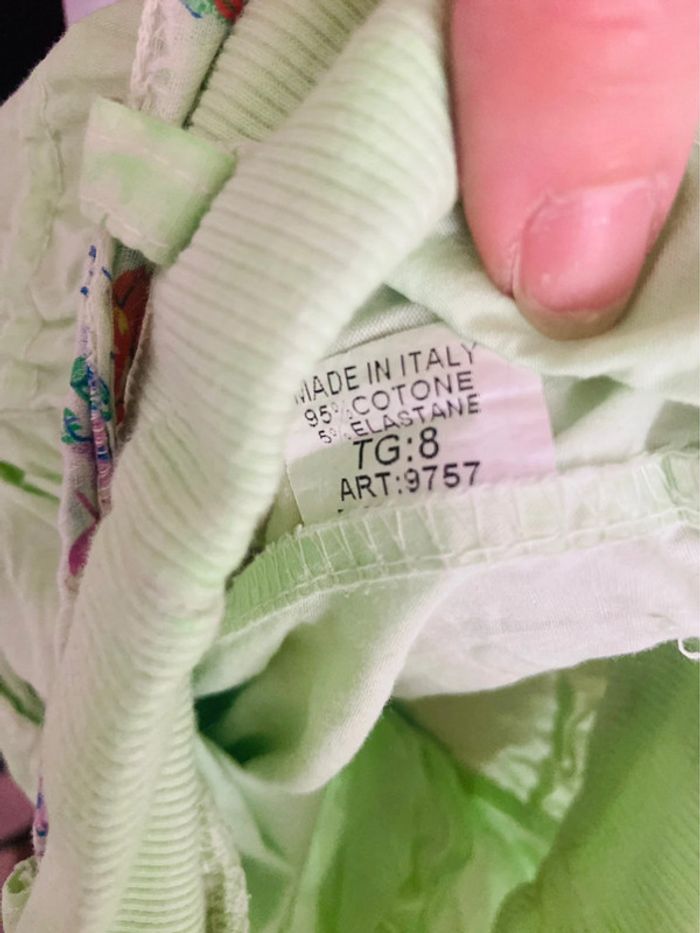 MADE IN ITALY
95% COTONE
5% ELASTANE
TG:8
ART:9757